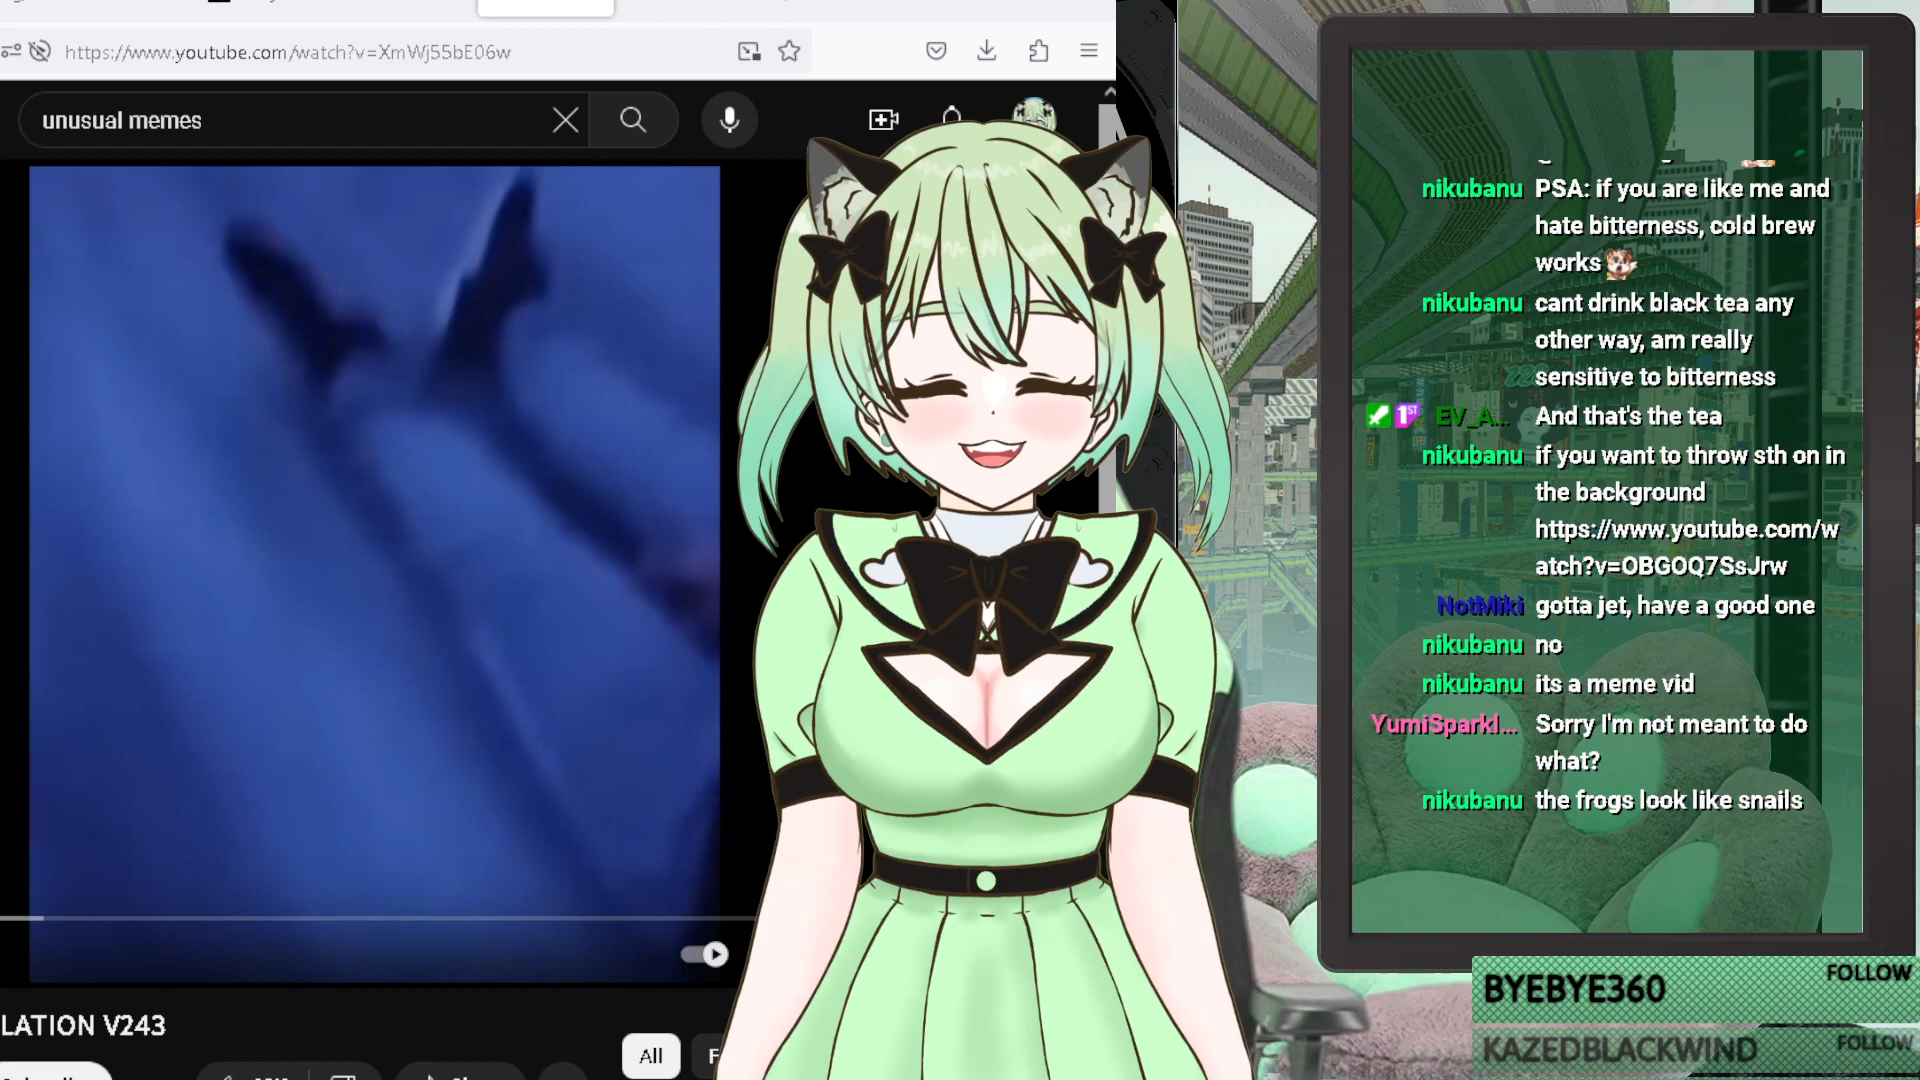 https://www.youtube.com/watch?v=XmWj55bE06w
unusual memes
LATION V243
All
nikubanu PSA: if you are like me and
hate bitterness, cold brew
works
nikubanu cant drink black tea any
other way, am really
sensitive to bitterness
1ST EV_A... And that's the tea
nikubanu if you want to throw sth on in
the background
https://www.youtube.com/w
atch?v=OBGOQ7SsJrw
NotMiki gotta jet, have a good one
nikubanu no
nikubanu its a meme vid
YumiSparkl... Sorry I'm not meant to do
what?
nikubanu the frogs look like snails
BYEBYE360 FOLLOW
KAZEDBLACKWIND FOLLOW